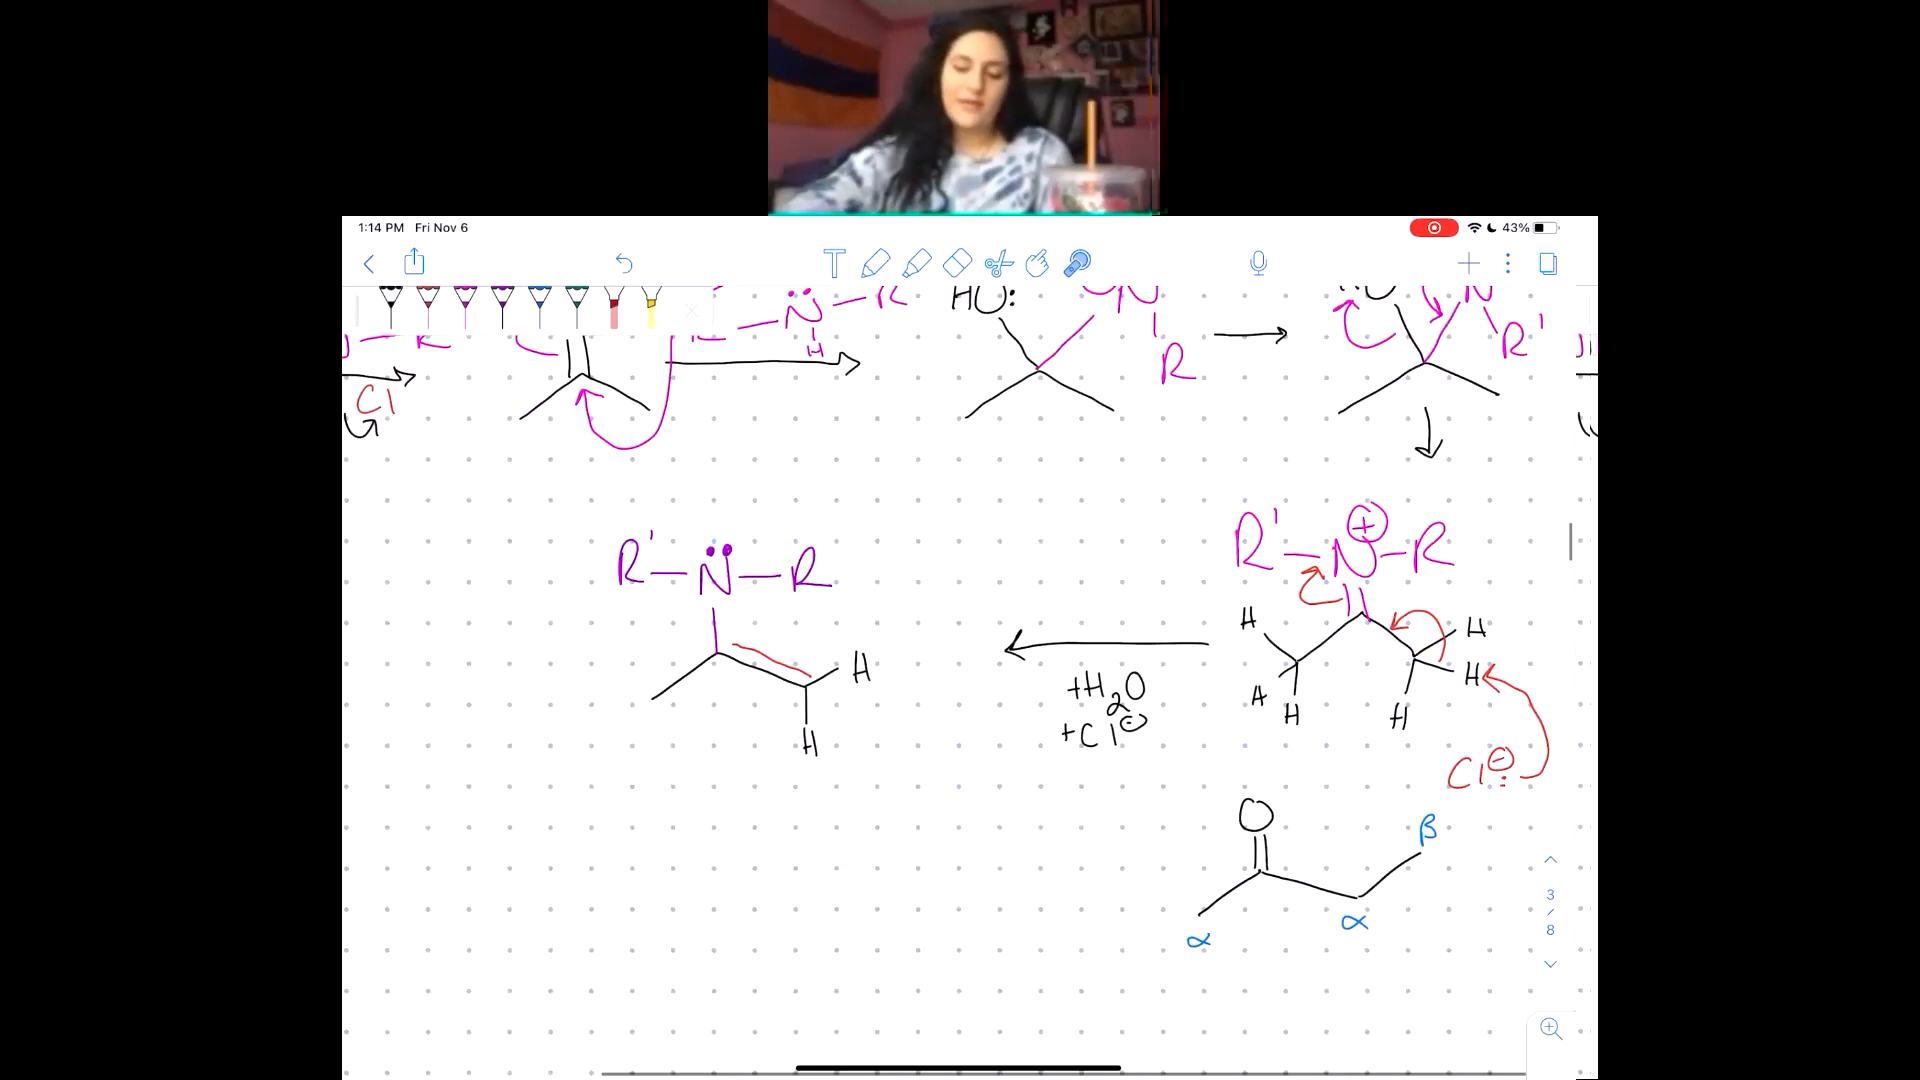 1:14 PM Fri Nov 6
43%
T
N
R
H
HO:
N
R
N
R'
Cl
R'
N
R
H
H
+H₂O
+Cl⊖
R'
N
⊕
R
H
H
H
H
H
H
Cl⊖:
O
α
α
β
3
/
8